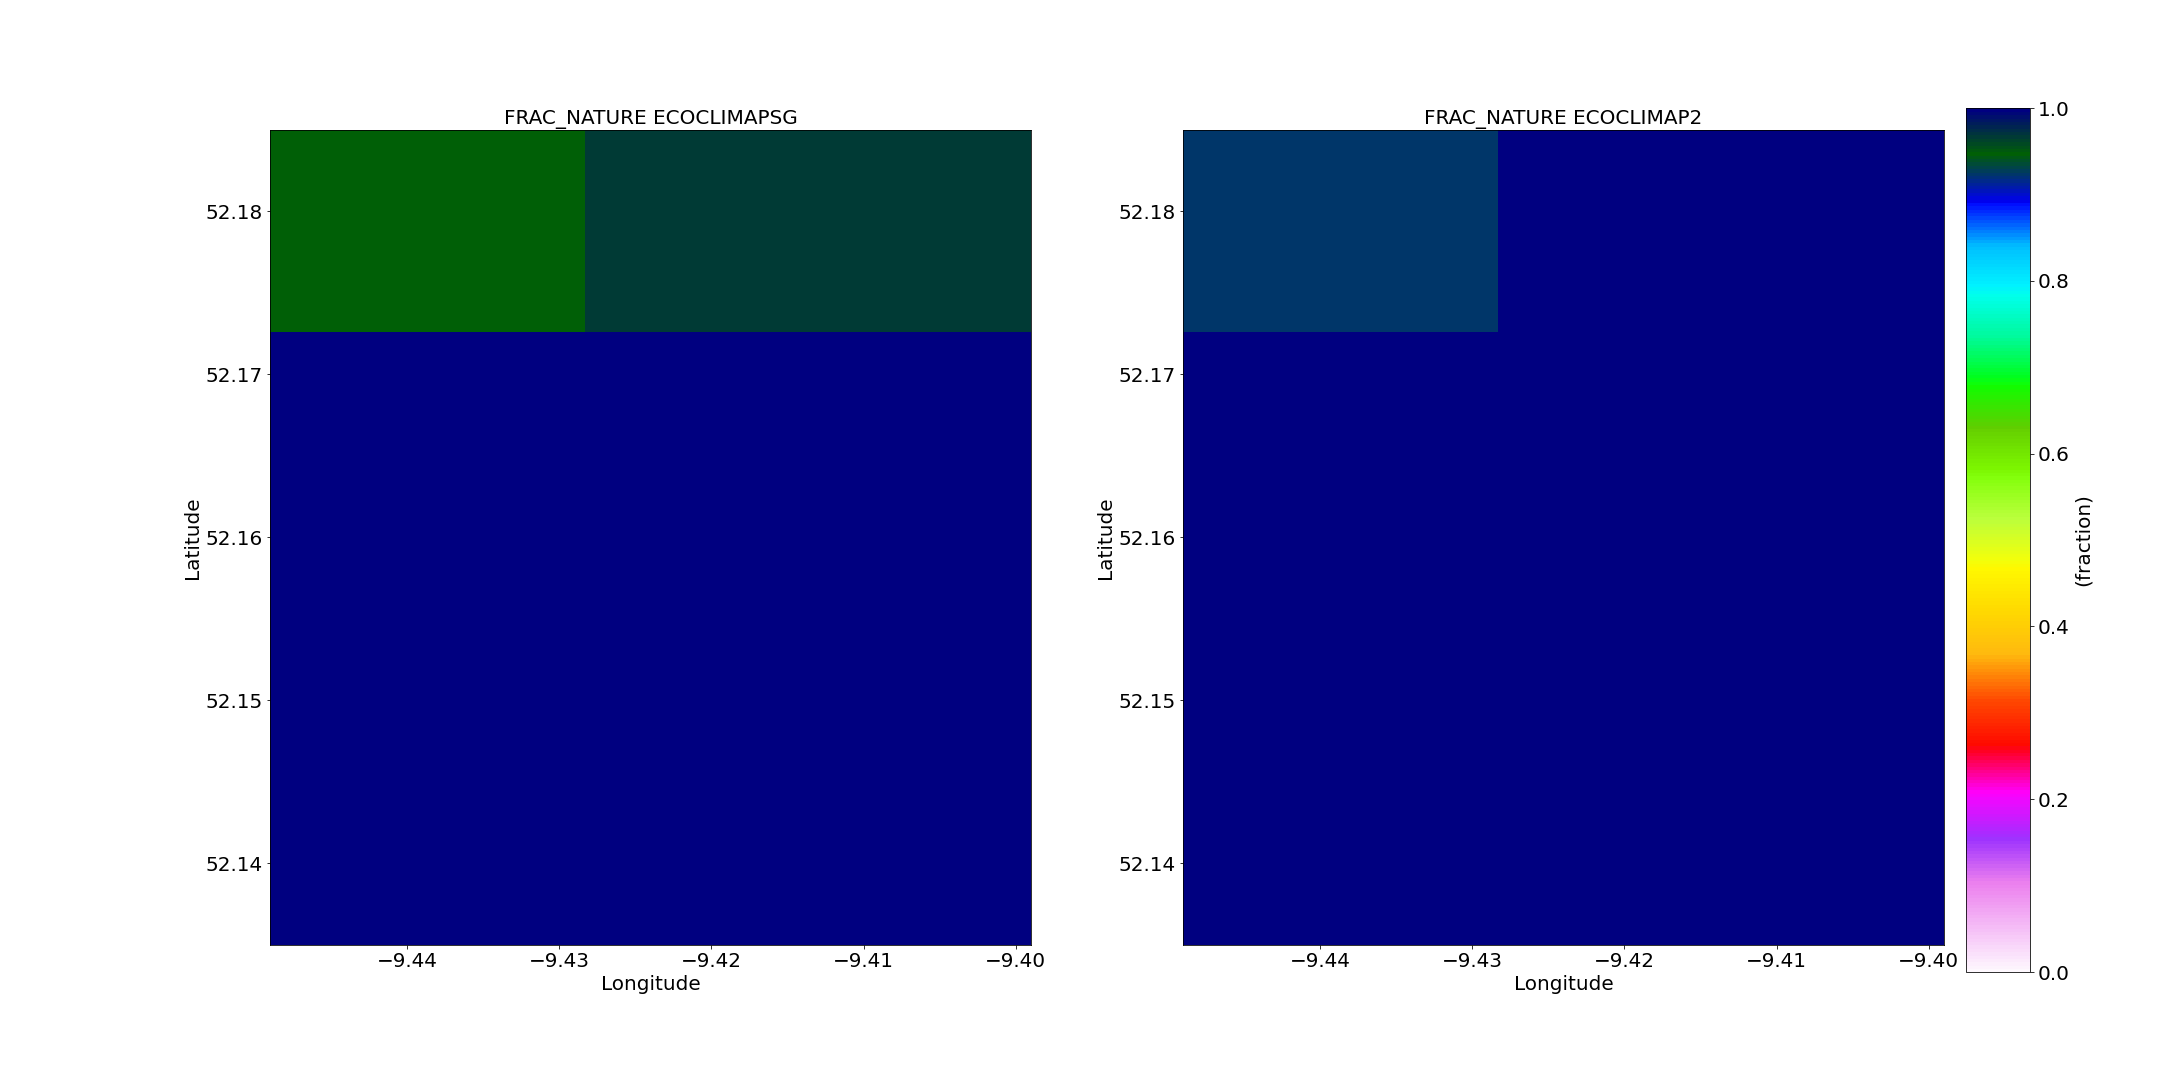 FRAC_NATURE ECOCLIMAPSG
52.18
52.17
52.16
52.15
52.14
Latitude
−9.44 −9.43 −9.42 −9.41 −9.40
Longitude
FRAC_NATURE ECOCLIMAP2
52.18
52.17
52.16
52.15
52.14
Latitude
−9.44 −9.43 −9.42 −9.41 −9.40
Longitude
1.0
0.8
0.6
0.4
0.2
0.0
(fraction)